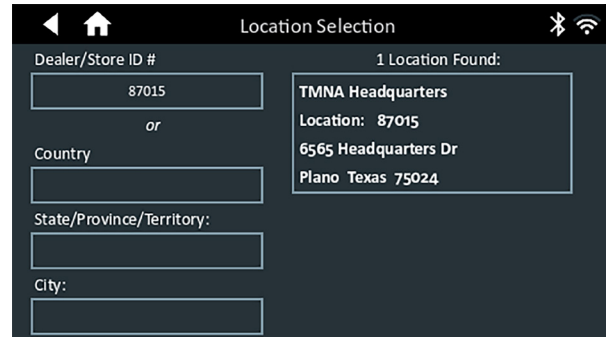 Location Selection
Dealer/Store ID #
87015
or
Country
State/Province/Territory:
City:
1 Location Found:
TMNA Headquarters
Location: 87015
6565 Headquarters Dr
Plano Texas 75024